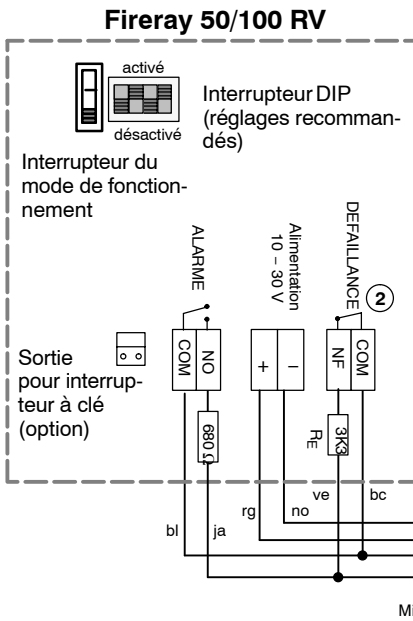 Fireray 50/100 RV
activé
désactivé
Interrupteur DIP
(réglages recomman-
dés)
Interrupteur du
mode de fonction-
nement
ALARME
Alimentation
10 – 30 V
DEFAILLANCE
2
Sortie
pour interrup-
teur à clé
(option)
COM
NO
+
–
NF
COM
680 Ω
RE
3K3
bl
ja
rg
no
ve
bc
Mi